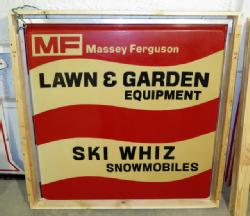 MF Massey Ferguson
LAWN & GARDEN
EQUIPMENT
SKI WHIZ
SNOWMOBILES